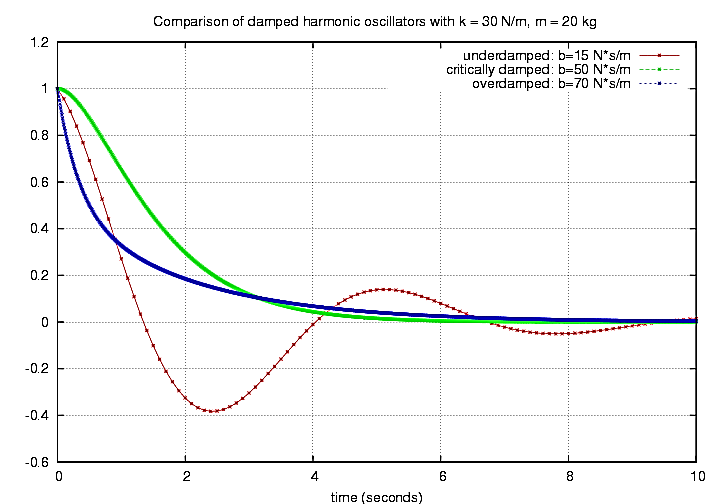 Comparison of damped harmonic oscillators with k = 30 N/m, m = 20 kg
underdamped: b=15 N*s/m
critically damped: b=50 N*s/m
overdamped: b=70 N*s/m
1.2
1
0.8
0.6
0.4
0.2
0
-0.2
-0.4
-0.6
0 2 4 6 8 10
time (seconds)